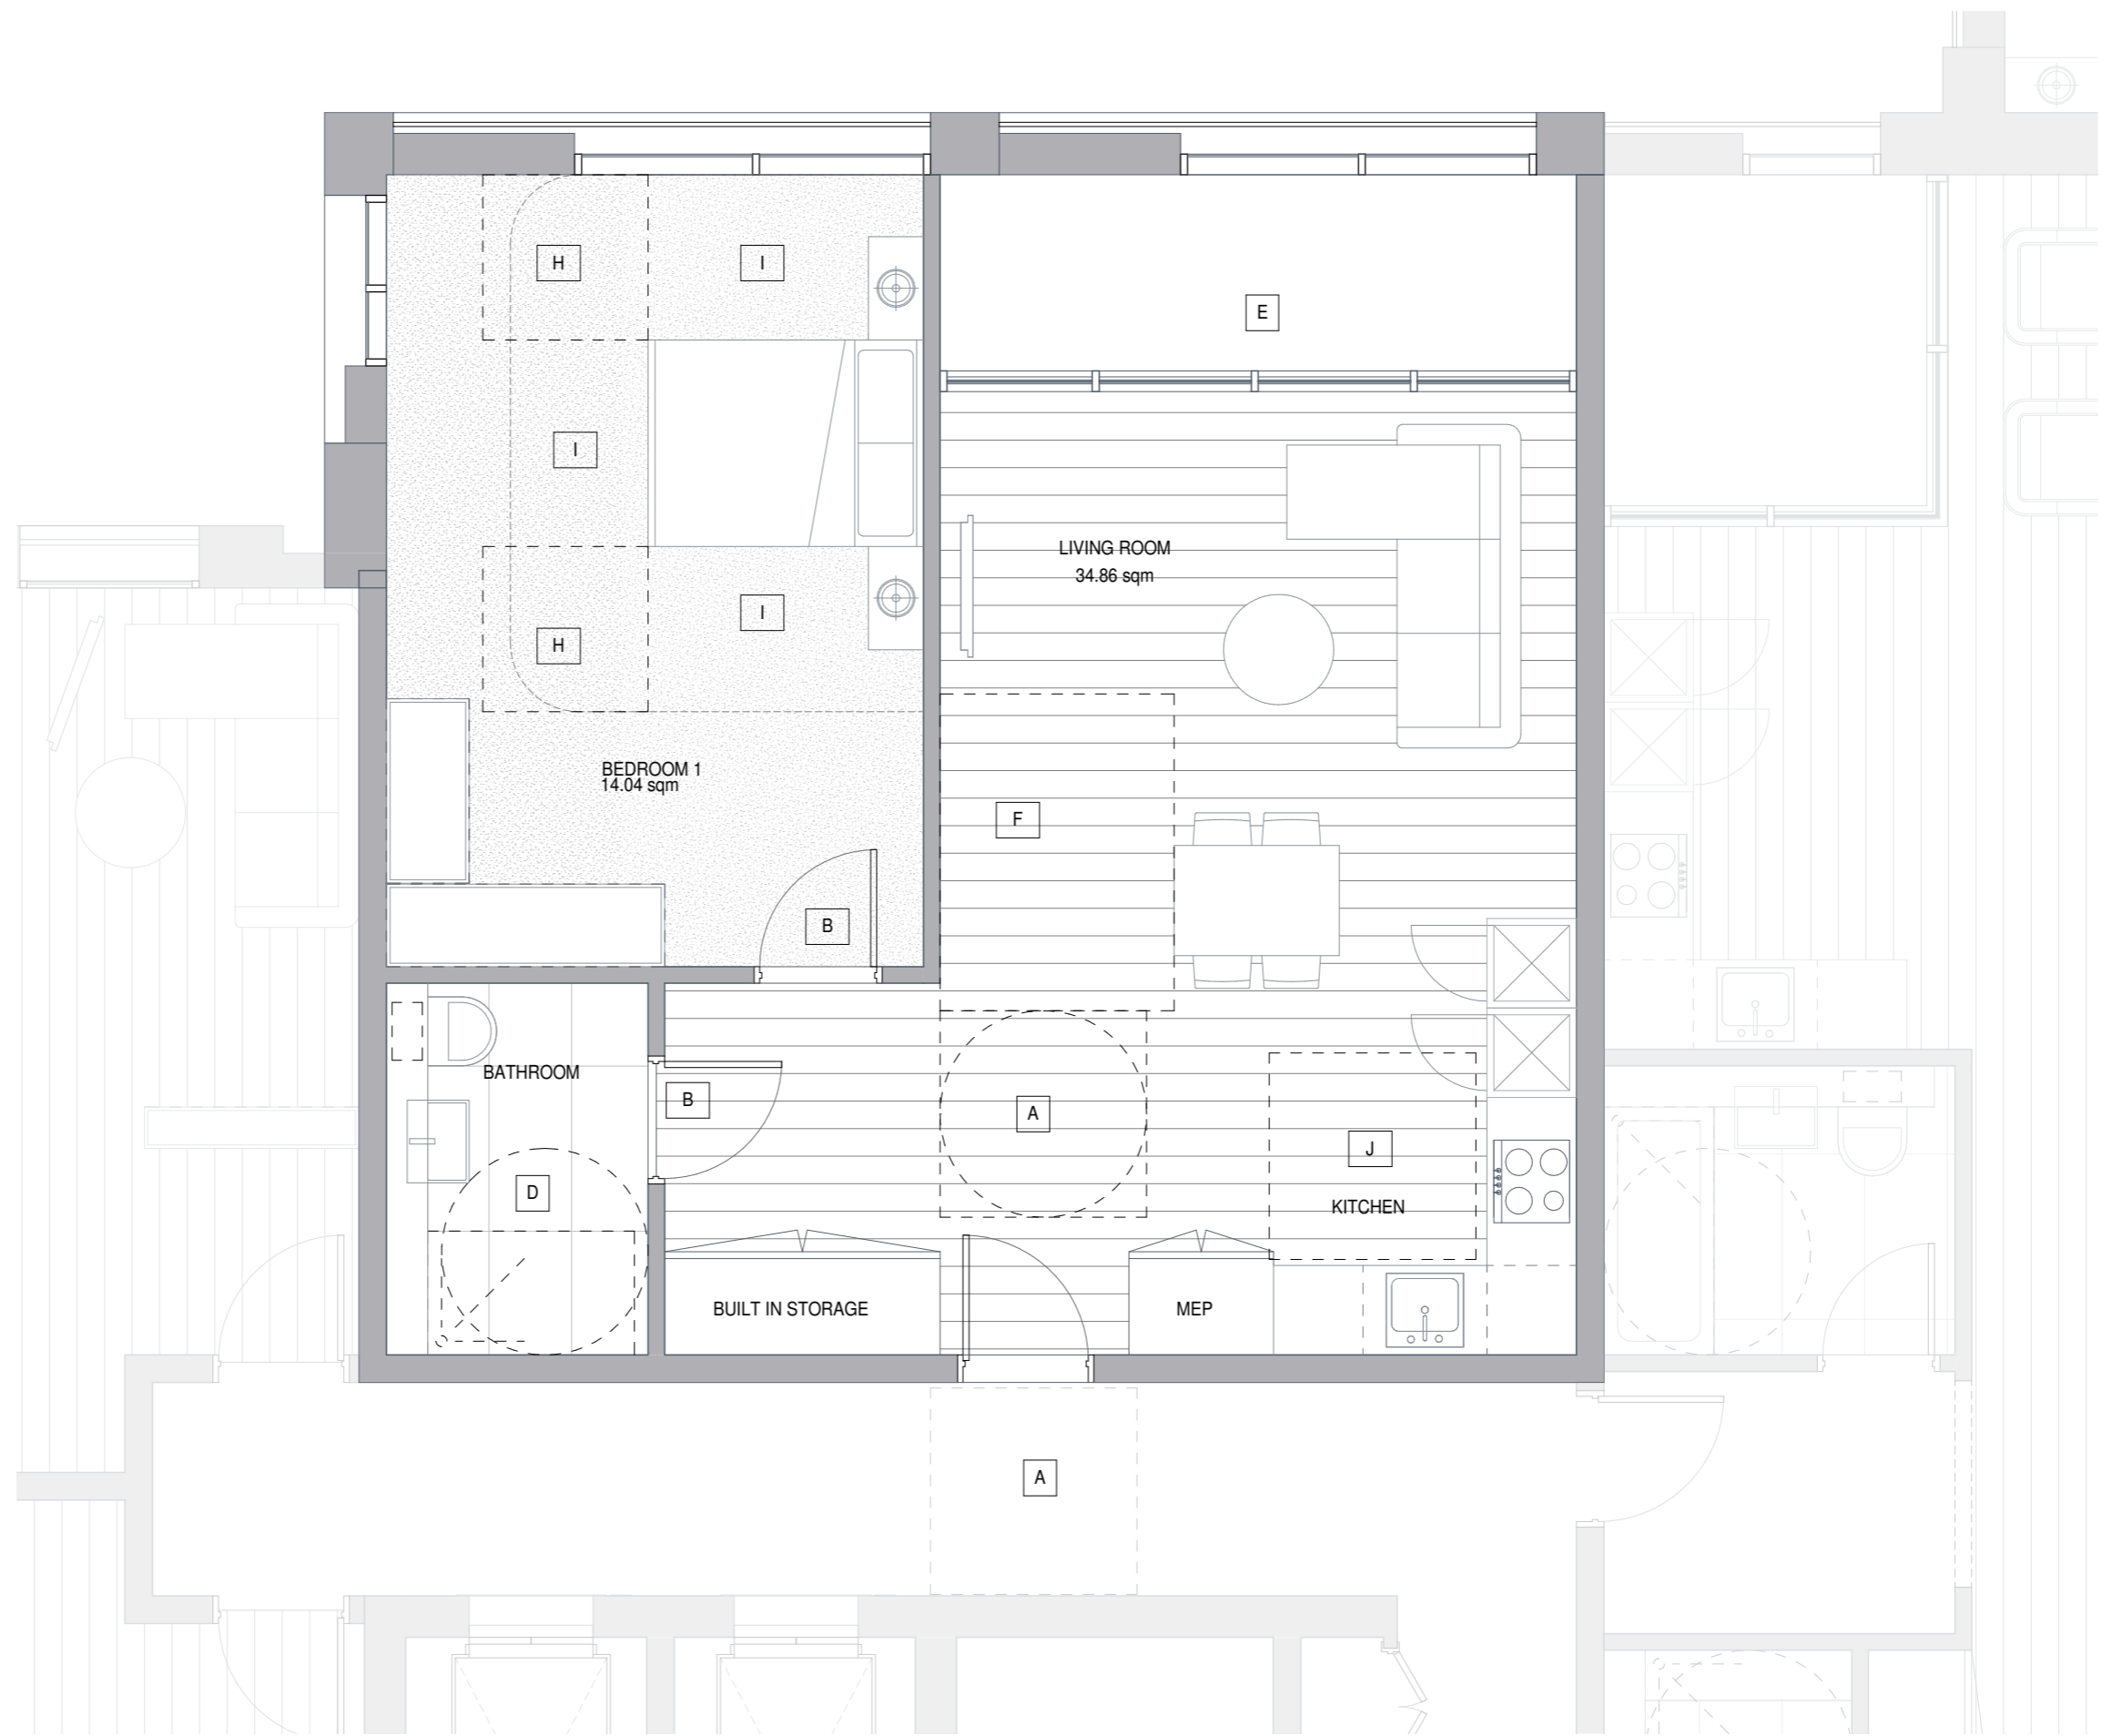 H
I
E
I
LIVING ROOM
34.86 sqm
I
H
BEDROOM 1
14.04 sqm
F
B
BATHROOM
B
A
J
D
KITCHEN
BUILT IN STORAGE
MEP
A